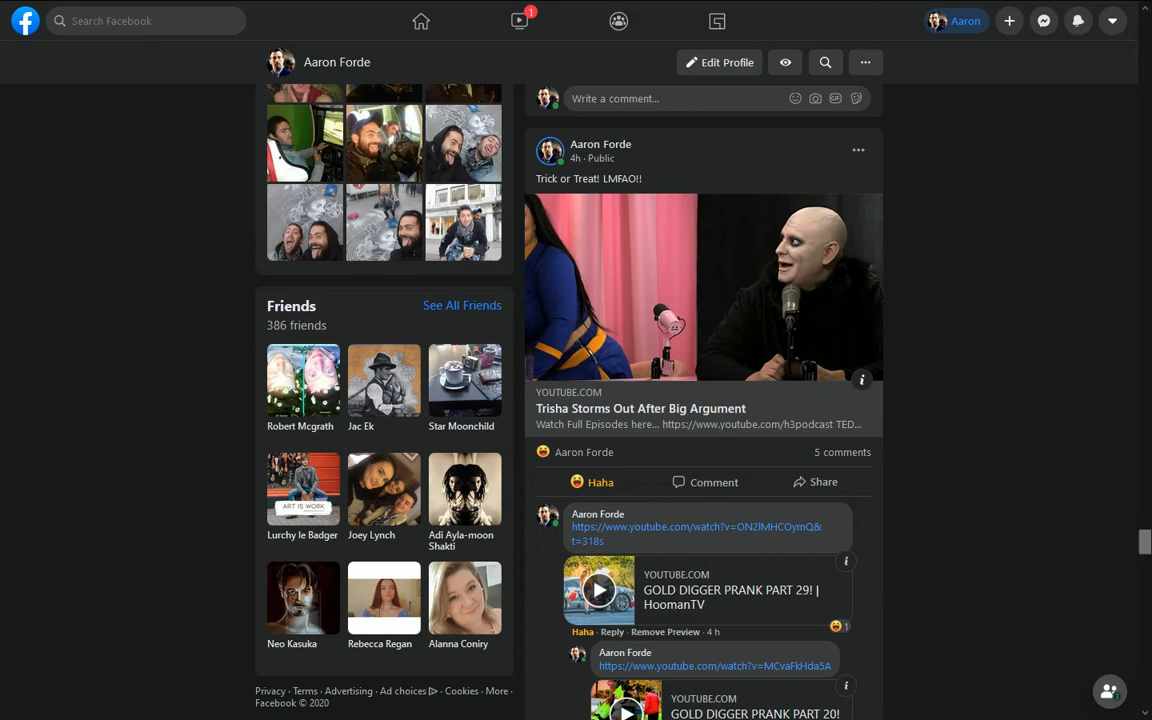 Search Facebook
1
Aaron
Aaron Forde
Edit Profile
Friends
See All Friends
386 friends
Robert Mcgrath
Jac Ek
Star Moonchild
ART IS WORK
Lurchy le Badger
Joey Lynch
Adi Ayla-moon
Shakti
Neo Kasuka
Rebecca Regan
Alanna Coniry
Privacy · Terms · Advertising · Ad choices · Cookies · More ·
Facebook © 2020
Write a comment...
GIF
Aaron Forde
4h · Public
Trick or Treat! LMFAO!!
YOUTUBE.COM
Trisha Storms Out After Big Argument
Watch Full Episodes here... https://www.youtube.com/h3podcast TED...
Aaron Forde
5 comments
Haha
Comment
Share
Aaron Forde
https://www.youtube.com/watch?v=ON2lMHCOymQ&
t=318s
YOUTUBE.COM
GOLD DIGGER PRANK PART 29! |
HoomanTV
Haha · Reply · Remove Preview · 4 h
1
Aaron Forde
https://www.youtube.com/watch?v=MCvaFkHda5A
YOUTUBE.COM
GOLD DIGGER PRANK PART 20!